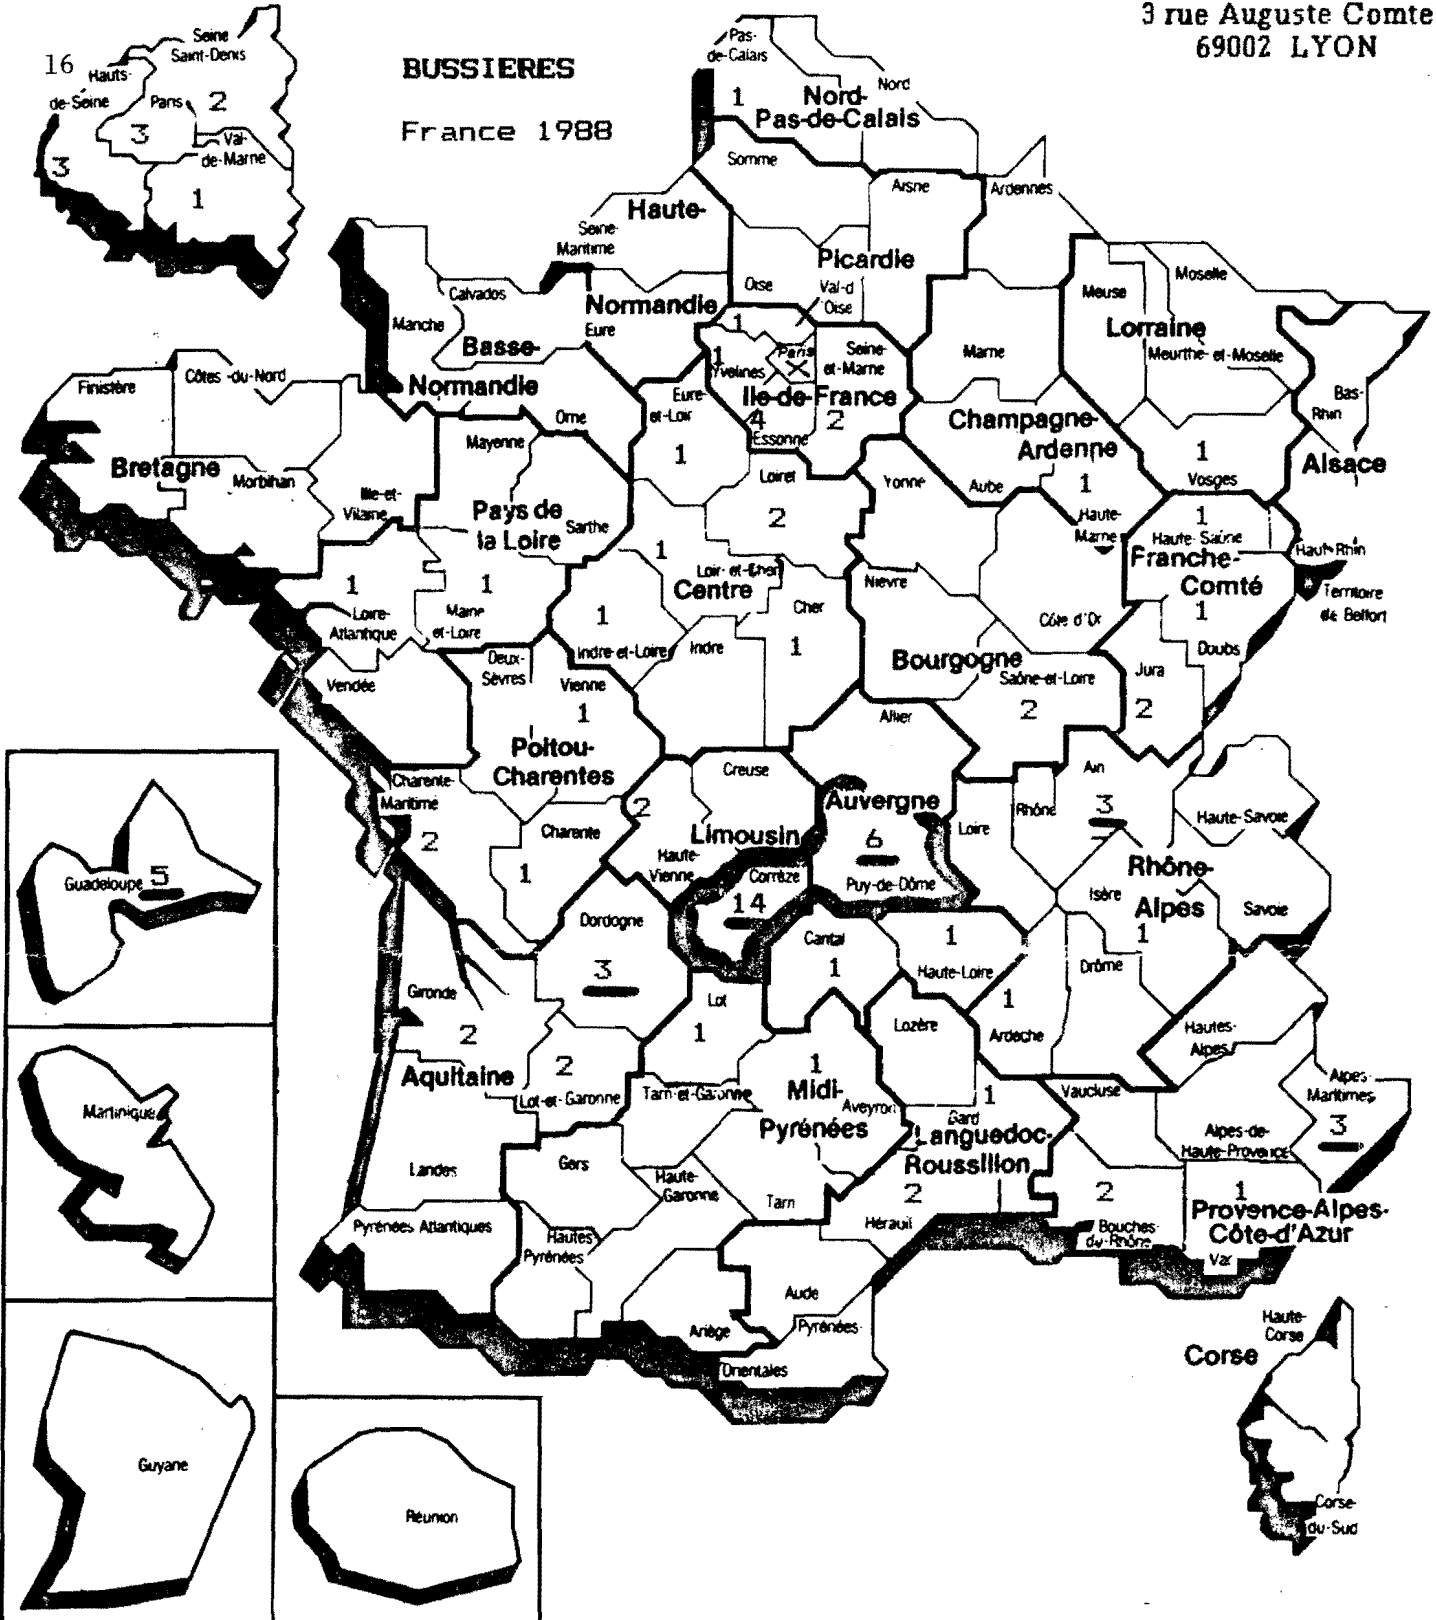 3 rue Auguste Comte
69002 LYON
BUSSIERES
France 1988
Seine
Saint-Denis
16
Hauts-
de-Seine
Paris
2
3
Val-
de-Marne
3
1
Pas-
de-Calais
Nord
1
Nord-
Pas-de-Calais
Somme
Aisne
Ardennes
Haute-
Seine-
Maritime
Picardie
Oise
Val-d
Oise
Calvados
Manche
Normandie
Eure
Basse-
Normandie
Orne
Meuse
Moselle
Lorraine
Meurthe-et-Moselle
Marne
1
1
Yvelines
Paris
Seine-
et-Marne
Ile-de-France
4
2
Essonne
Eure-
et-Loir
1
Finistère
Côtes-du-Nord
Bretagne
Morbihan
Ille-et-
Vilaine
Mayenne
Pays de
la Loire
Sarthe
Loiret
2
Yonne
Champagne-
Ardenne
Aube
1
Haute-
Marne
1
Vosges
Bas-
Rhin
Alsace
1
Haute-Saône
Haut-Rhin
Franche-
Comté
Territoire
de Belfort
1
Doubs
1
Loire-
Atlantique
1
Maine
et-Loire
1
Loir-et-Cher
Centre
1
Indre-et-Loire
Indre
Cher
1
Nièvre
Côte d'Or
Bourgogne
Saône-et-Loire
2
Jura
2
Vendée
Deux-
Sèvres
Vienne
1
Poitou-
Charentes
Charente-
Maritime
2
Charente
1
Allier
Creuse
2
Limousin
Haute-
Vienne
Corrèze
14
Auvergne
6
Puy-de-Dôme
Loire
Rhône
Ain
3
Haute-Savoie
Rhône-
Alpes
Isère
1
Savoie
Guadeloupe
5
Dordogne
3
Cantal
1
1
Haute-Loire
Drôme
1
Ardèche
Gironde
2
Lot
1
Lozère
Hautes-
Alpes
Aquitaine
2
Lot-et-Garonne
Tarn-et-Garonne
1
Midi-
Pyrénées
Aveyron
1
Gard
Languedoc-
Roussillon
Vaucluse
Alpes-
Maritimes
3
Alpes-de-
Haute-Provence
Martinique
Landes
Gers
Haute-
Garonne
Tarn
2
Hérault
2
Bouches-
du-Rhône
1
Provence-Alpes-
Côte-d'Azur
Var
Pyrénées Atlantiques
Hautes
Pyrénées
Aude
Ariège
Pyrénées-
Orientales
Haute-
Corse
Corse
Corse-
du-Sud
Guyane
Réunion